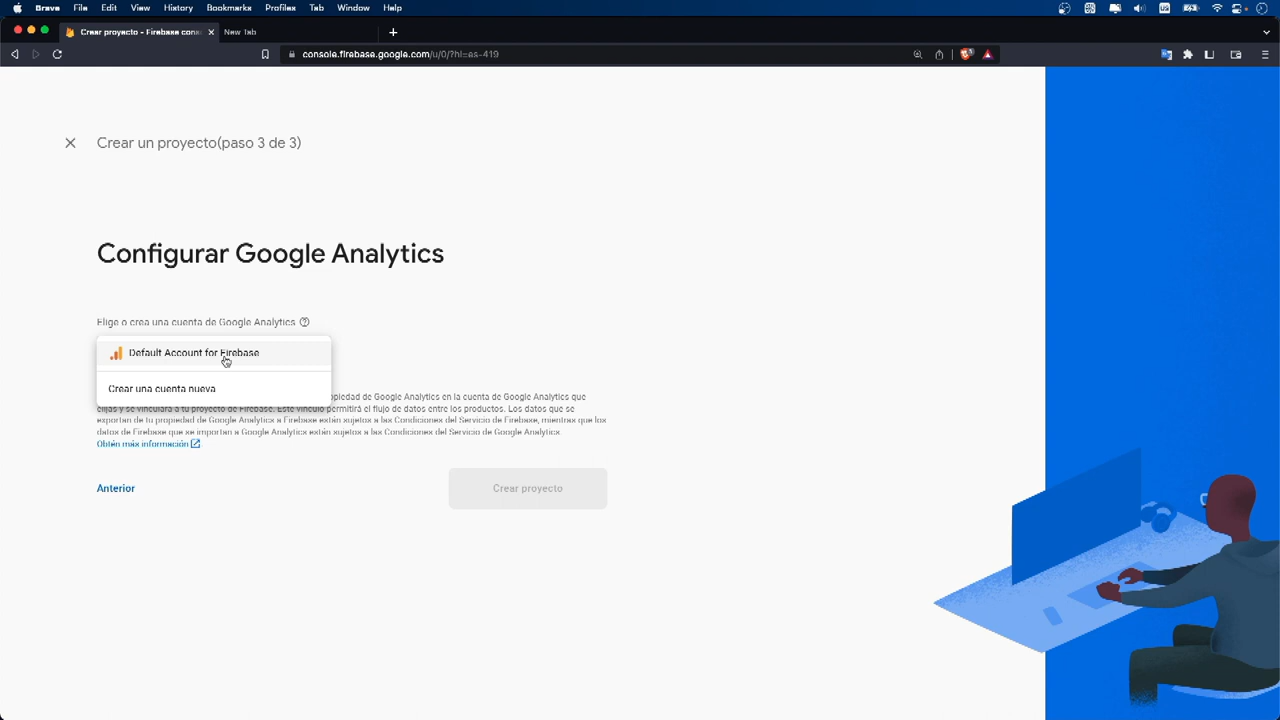 Brave File Edit View History Bookmarks Profiles Tab Window Help
Crear proyecto - Firebase cons
New Tab
console.firebase.google.com/u/0/?hl=es-419
Crear un proyecto(paso 3 de 3)
Configurar Google Analytics
Elige o crea una cuenta de Google Analytics
Default Account for Firebase
Crear una cuenta nueva
opiedad de Google Analytics en la cuenta de Google Analytics que
elijas y se vinculará a tu proyecto de Firebase. Este vínculo permitirá el flujo de datos entre los productos. Los datos que se
exportan de tu propiedad de Google Analytics a Firebase están sujetos a las Condiciones del Servicio de Firebase, mientras que los
datos de Firebase que se importan a Google Analytics están sujetos a las Condiciones del Servicio de Google Analytics.
Obtén más información
Anterior
Crear proyecto